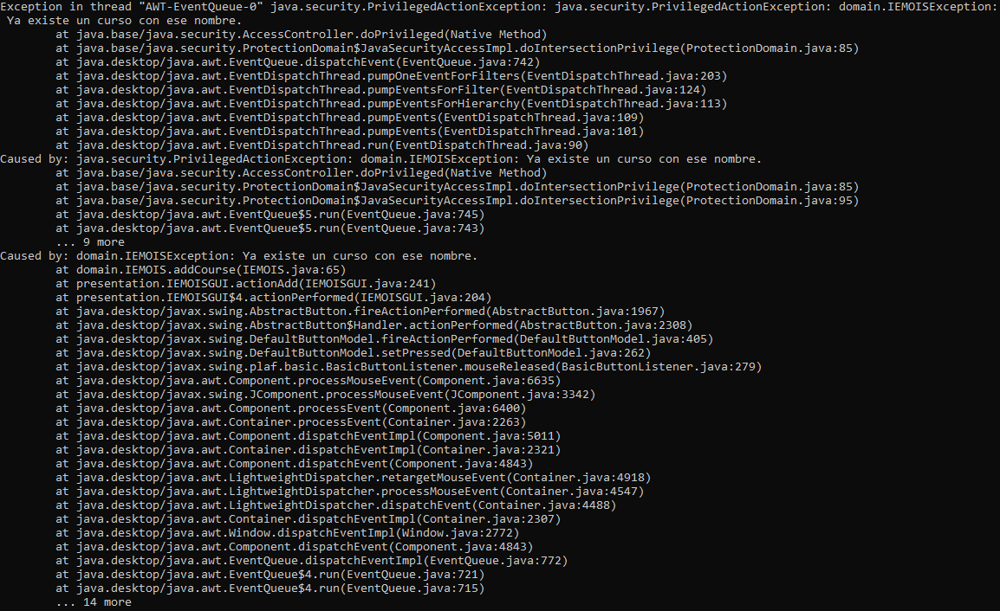 Exception in thread "AWT-EventQueue-0" java.security.PrivilegedActionException: java.security.PrivilegedActionException: domain.IEMOISException:
 Ya existe un curso con ese nombre.
        at java.base/java.security.AccessController.doPrivileged(Native Method)
        at java.base/java.security.ProtectionDomain$JavaSecurityAccessImpl.doIntersectionPrivilege(ProtectionDomain.java:85)
        at java.desktop/java.awt.EventQueue.dispatchEvent(EventQueue.java:742)
        at java.desktop/java.awt.EventDispatchThread.pumpOneEventForFilters(EventDispatchThread.java:203)
        at java.desktop/java.awt.EventDispatchThread.pumpEventsForFilter(EventDispatchThread.java:124)
        at java.desktop/java.awt.EventDispatchThread.pumpEventsForHierarchy(EventDispatchThread.java:113)
        at java.desktop/java.awt.EventDispatchThread.pumpEvents(EventDispatchThread.java:109)
        at java.desktop/java.awt.EventDispatchThread.pumpEvents(EventDispatchThread.java:101)
        at java.desktop/java.awt.EventDispatchThread.run(EventDispatchThread.java:90)
Caused by: java.security.PrivilegedActionException: domain.IEMOISException: Ya existe un curso con ese nombre.
        at java.base/java.security.AccessController.doPrivileged(Native Method)
        at java.base/java.security.ProtectionDomain$JavaSecurityAccessImpl.doIntersectionPrivilege(ProtectionDomain.java:85)
        at java.base/java.security.ProtectionDomain$JavaSecurityAccessImpl.doIntersectionPrivilege(ProtectionDomain.java:95)
        at java.desktop/java.awt.EventQueue$5.run(EventQueue.java:745)
        at java.desktop/java.awt.EventQueue$5.run(EventQueue.java:743)
        ... 9 more
Caused by: domain.IEMOISException: Ya existe un curso con ese nombre.
        at domain.IEMOIS.addCourse(IEMOIS.java:65)
        at presentation.IEMOISGUI.actionAdd(IEMOISGUI.java:241)
        at presentation.IEMOISGUI$4.actionPerformed(IEMOISGUI.java:204)
        at java.desktop/javax.swing.AbstractButton.fireActionPerformed(AbstractButton.java:1967)
        at java.desktop/javax.swing.AbstractButton$Handler.actionPerformed(AbstractButton.java:2308)
        at java.desktop/javax.swing.DefaultButtonModel.fireActionPerformed(DefaultButtonModel.java:405)
        at java.desktop/javax.swing.DefaultButtonModel.setPressed(DefaultButtonModel.java:262)
        at java.desktop/javax.swing.plaf.basic.BasicButtonListener.mouseReleased(BasicButtonListener.java:279)
        at java.desktop/java.awt.Component.processMouseEvent(Component.java:6635)
        at java.desktop/javax.swing.JComponent.processMouseEvent(JComponent.java:3342)
        at java.desktop/java.awt.Component.processEvent(Component.java:6400)
        at java.desktop/java.awt.Container.processEvent(Container.java:2263)
        at java.desktop/java.awt.Component.dispatchEventImpl(Component.java:5011)
        at java.desktop/java.awt.Container.dispatchEventImpl(Container.java:2321)
        at java.desktop/java.awt.Component.dispatchEvent(Component.java:4843)
        at java.desktop/java.awt.LightweightDispatcher.retargetMouseEvent(Container.java:4918)
        at java.desktop/java.awt.LightweightDispatcher.processMouseEvent(Container.java:4547)
        at java.desktop/java.awt.LightweightDispatcher.dispatchEvent(Container.java:4488)
        at java.desktop/java.awt.Container.dispatchEventImpl(Container.java:2307)
        at java.desktop/java.awt.Window.dispatchEventImpl(Window.java:2772)
        at java.desktop/java.awt.Component.dispatchEvent(Component.java:4843)
        at java.desktop/java.awt.EventQueue.dispatchEventImpl(EventQueue.java:772)
        at java.desktop/java.awt.EventQueue$4.run(EventQueue.java:721)
        at java.desktop/java.awt.EventQueue$4.run(EventQueue.java:715)
        ... 14 more